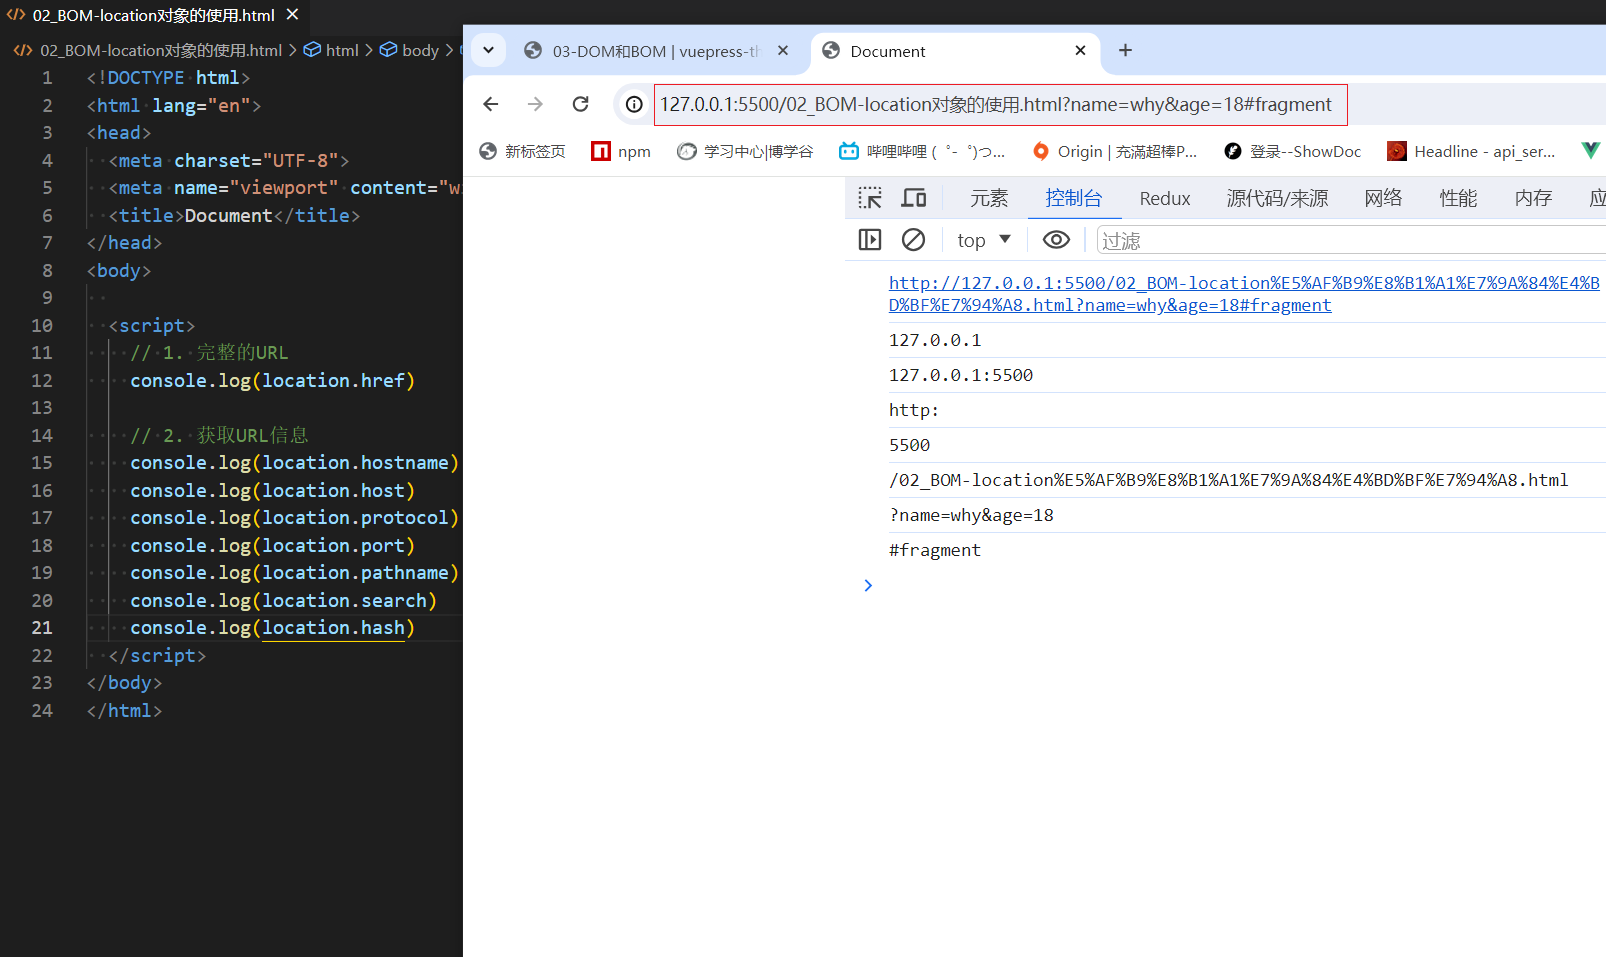 02_BOM-location对象的使用.html
02_BOM-location对象的使用.html > html > body >
1 <!DOCTYPE html>
2 <html lang="en">
3 <head>
4 <meta charset="UTF-8">
5 <meta name="viewport" content="w
6 <title>Document</title>
7 </head>
8 <body>
9
10 <script>
11 // 1. 完整的URL
12 console.log(location.href)
13
14 // 2. 获取URL信息
15 console.log(location.hostname)
16 console.log(location.host)
17 console.log(location.protocol)
18 console.log(location.port)
19 console.log(location.pathname)
20 console.log(location.search)
21 console.log(location.hash)
22 </script>
23 </body>
24 </html>
03-DOM和BOM | vuepress-th
Document
127.0.0.1:5500/02_BOM-location对象的使用.html?name=why&age=18#fragment
新标签页 npm 学习中心|博学谷 哔哩哔哩 ( ゜- ゜)つ... Origin | 充滿超棒P... 登录--ShowDoc Headline - api_ser...
元素 控制台 Redux 源代码/来源 网络 性能 内存 应
top 过滤
http://127.0.0.1:5500/02_BOM-location%E5%AF%B9%E8%B1%A1%E7%9A%84%E4%B
D%BF%E7%94%A8.html?name=why&age=18#fragment
127.0.0.1
127.0.0.1:5500
http:
5500
/02_BOM-location%E5%AF%B9%E8%B1%A1%E7%9A%84%E4%BD%BF%E7%94%A8.html
?name=why&age=18
#fragment